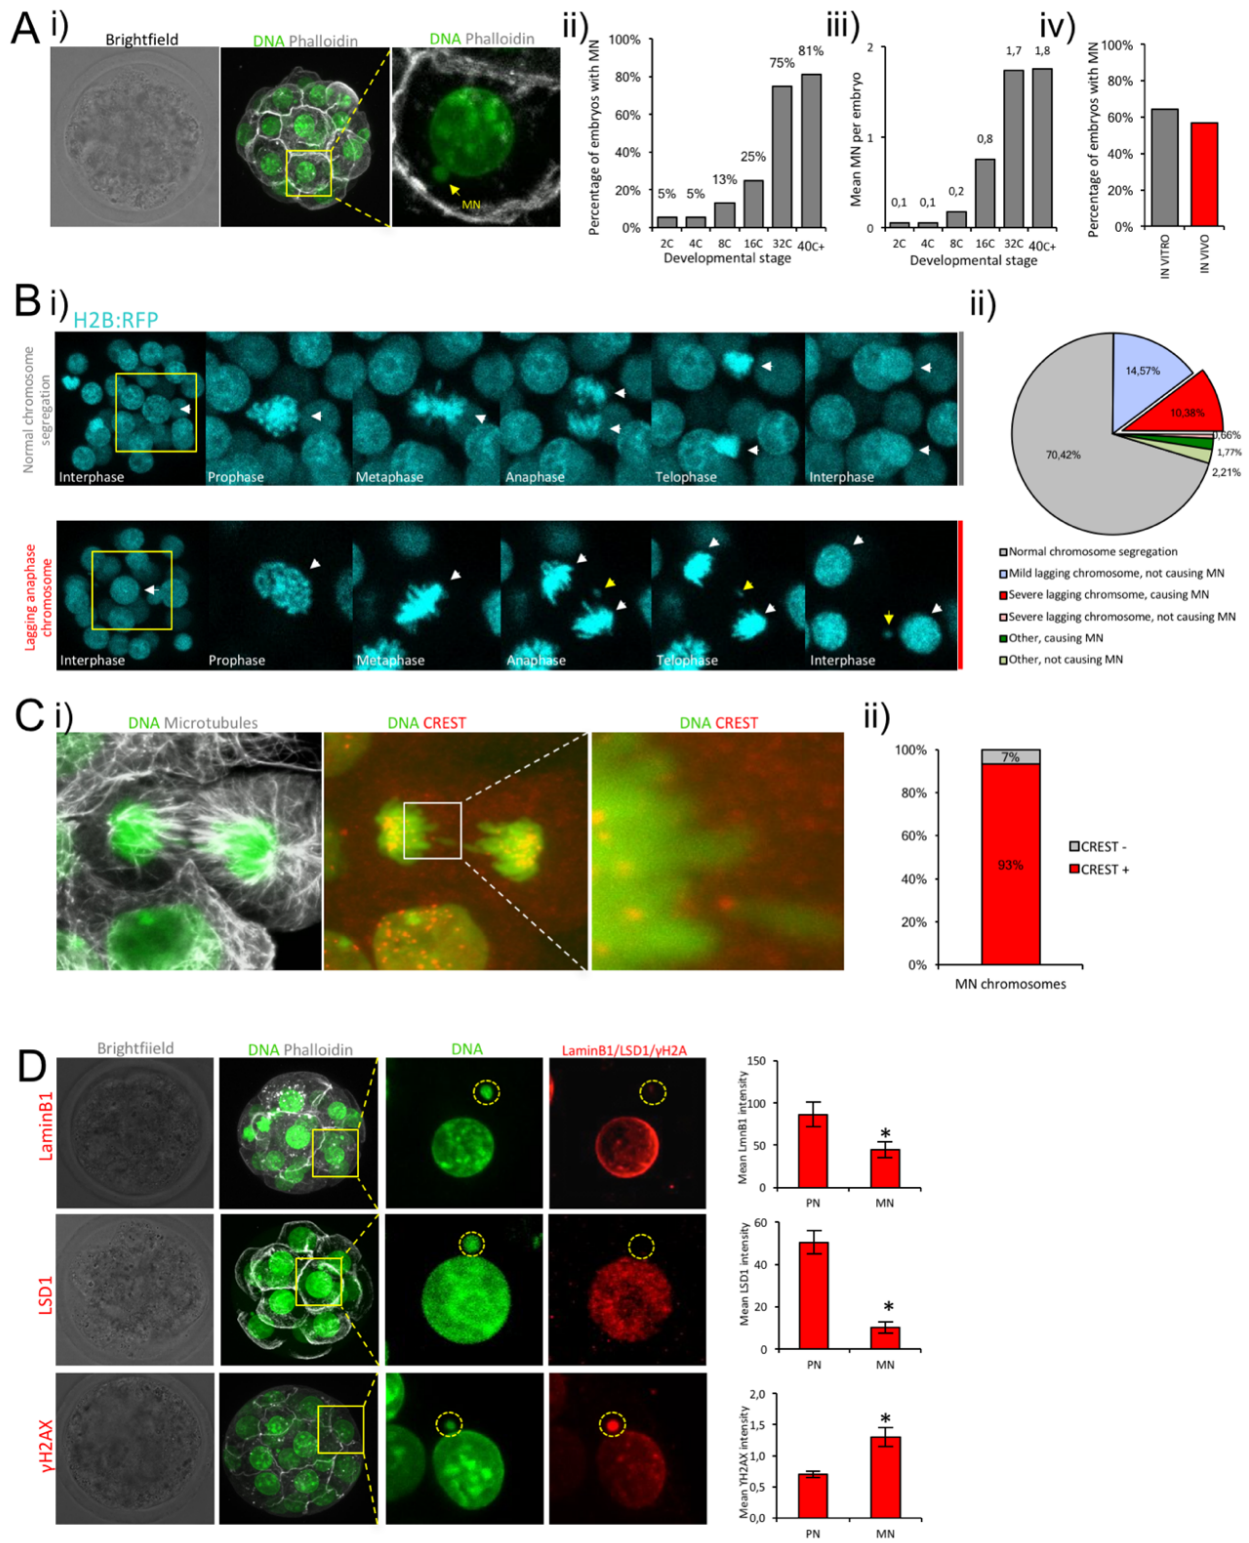 A i)
Brightfield
DNA Phalloidin
DNA Phalloidin
MN
ii)
Percentage of embryos with MN
100%
80%
60%
40%
20%
0%
5%
5%
13%
25%
75%
81%
2C 4C 8C 16C 32C 40C+
Developmental stage
iii)
Mean MN per embryo
2
1
0
0,1
0,1
0,2
0,8
1,7
1,8
2C 4C 8C 16C 32C 40C+
Developmental stage
iv)
Percentage of embryos with MN
100%
80%
60%
40%
20%
0%
IN VITRO
IN VIVO
B i)
H2B:RFP
Normal chromosome
segregation
Interphase
Prophase
Metaphase
Anaphase
Telophase
Interphase
Lagging anaphase
chromosome
Interphase
Prophase
Metaphase
Anaphase
Telophase
Interphase
ii)
14,57%
10,38%
0,66%
1,77%
2,21%
70,42%
Normal chromosome segregation
Mild lagging chromosome, not causing MN
Severe lagging chromsome, causing MN
Severe lagging chromsome, not causing MN
Other, causing MN
Other, not causing MN
C i)
DNA Microtubules
DNA CREST
DNA CREST
ii)
100%
80%
60%
40%
20%
0%
7%
93%
MN chromosomes
CREST -
CREST +
D
Brightfiield
DNA Phalloidin
DNA
LaminB1/LSD1/γH2A
LaminB1
Mean LmnB1 intensity
150
100
50
0
*
PN MN
LSD1
Mean LSD1 intensity
60
40
20
0
*
PN MN
γH2AX
Mean YH2AX intensity
2,0
1,5
1,0
0,5
0,0
*
PN MN